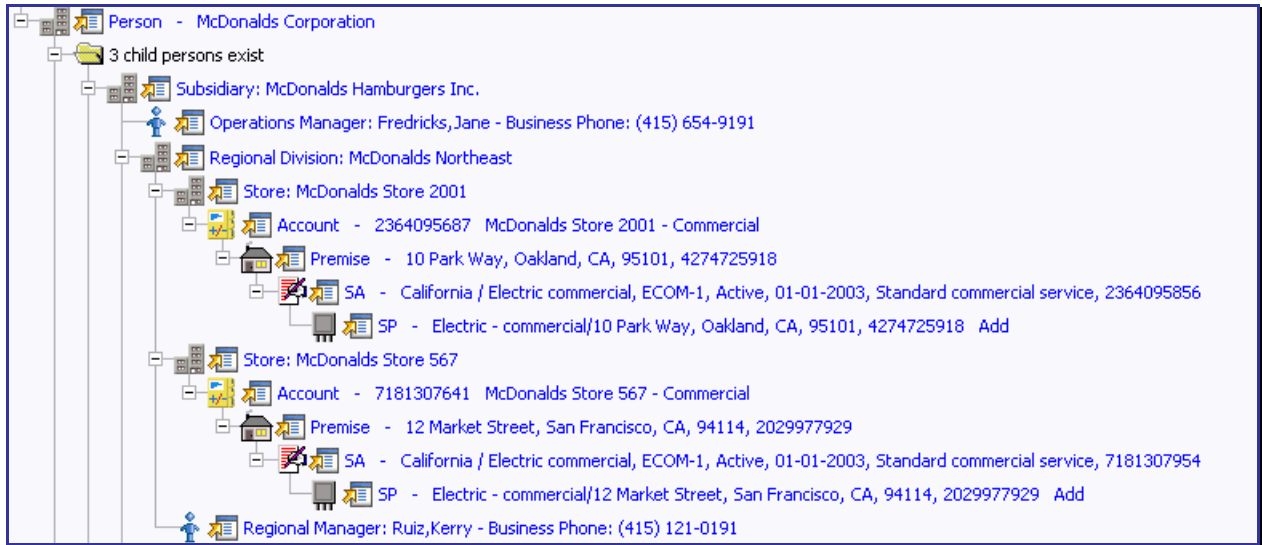 Person - McDonalds Corporation
3 child persons exist
Subsidiary: McDonalds Hamburgers Inc.
Operations Manager: Fredricks,Jane - Business Phone: (415) 654-9191
Regional Division: McDonalds Northeast
Store: McDonalds Store 2001
Account - 2364095687 McDonalds Store 2001 - Commercial
Premise - 10 Park Way, Oakland, CA, 95101, 4274725918
SA - California / Electric commercial, ECOM-1, Active, 01-01-2003, Standard commercial service, 2364095856
SP - Electric - commercial/10 Park Way, Oakland, CA, 95101, 4274725918 Add
Store: McDonalds Store 567
Account - 7181307641 McDonalds Store 567 - Commercial
Premise - 12 Market Street, San Francisco, CA, 94114, 2029977929
SA - California / Electric commercial, ECOM-1, Active, 01-01-2003, Standard commercial service, 7181307954
SP - Electric - commercial/12 Market Street, San Francisco, CA, 94114, 2029977929 Add
Regional Manager: Ruiz,Kerry - Business Phone: (415) 121-0191